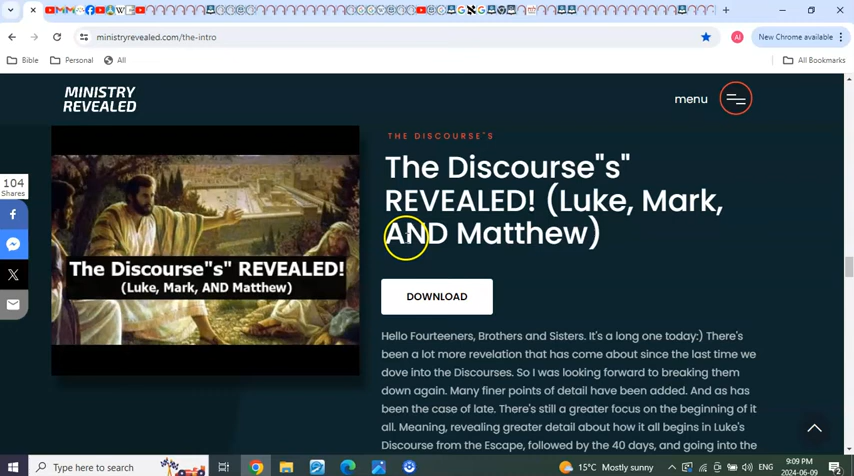 ministryrevealed.com/the-intro
New Chrome available
Bible
Personal
All
All Bookmarks
MINISTRY
REVEALED
menu
THE DISCOURSE'S
The Discourse"s"
REVEALED! (Luke, Mark,
AND Matthew)
104
Shares
The Discourse"s" REVEALED!
(Luke, Mark, AND Matthew)
DOWNLOAD
Hello Fourteeners, Brothers and Sisters. It's a long one today:) There's
been a lot more revelation that has come about since the last time we
dove into the Discourses. So I was looking forward to breaking them
down again. Many finer points of detail have been added. And as has
been the case of late. There's still a greater focus on the beginning of it
all. Meaning, revealing greater detail about how it all begins in Luke's
Discourse from the Escape, followed by the 40 days, and going into the
Type here to search
15°C Mostly sunny
ENG
9:09 PM
2024-06-09